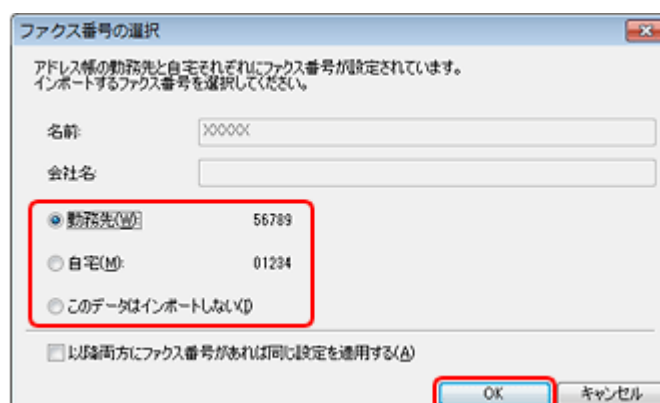 ファクス番号の選択
アドレス帳の勤務先と自宅それぞれにファクス番号が設定されています。
インポートするファクス番号を選択してください。
名前: XXXXX
会社名:
勤務先(W): 56789
自宅(M): 01234
このデータはインポートしない(I)
以降両方にファクス番号があれば同じ設定を適用する(A)
OK キャンセル